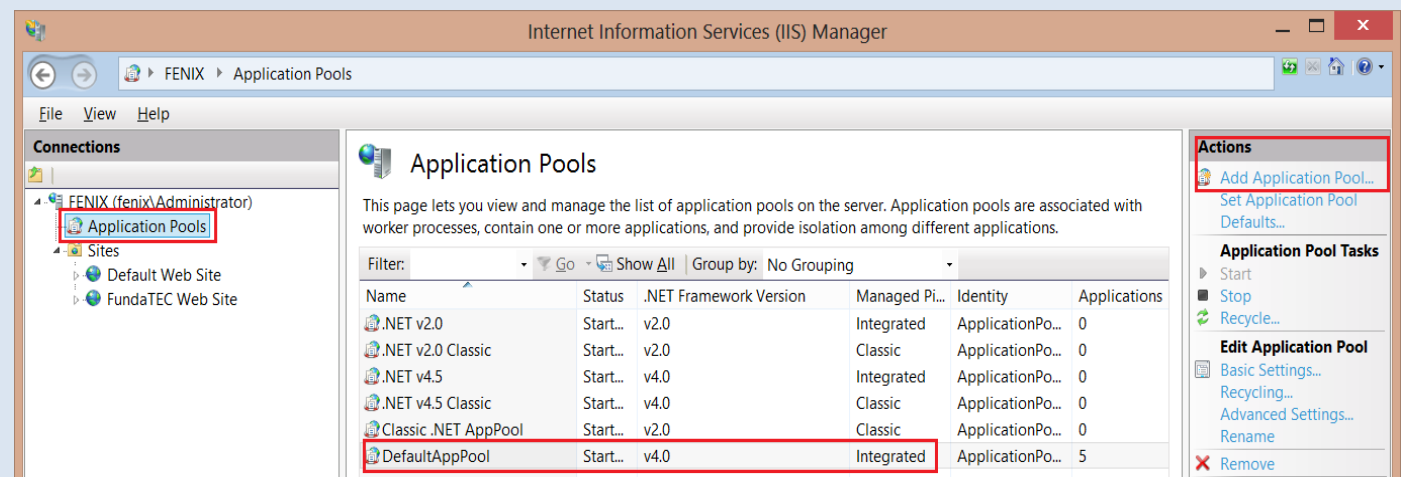 Internet Information Services (IIS) Manager
FENIX Application Pools
File View Help
Connections
FENIX (fenix\Administrator)
Application Pools
Sites
Default Web Site
FundaTEC Web Site
Application Pools
This page lets you view and manage the list of application pools on the server. Application pools are associated with
worker processes, contain one or more applications, and provide isolation among different applications.
Filter: Go Show All Group by: No Grouping
Name Status .NET Framework Version Managed Pi... Identity Applications
.NET v2.0 Start... v2.0 Integrated ApplicationPo... 0
.NET v2.0 Classic Start... v2.0 Classic ApplicationPo... 0
.NET v4.5 Start... v4.0 Integrated ApplicationPo... 0
.NET v4.5 Classic Start... v4.0 Classic ApplicationPo... 0
Classic .NET AppPool Start... v2.0 Classic ApplicationPo... 0
DefaultAppPool Start... v4.0 Integrated ApplicationPo... 5
Actions
Add Application Pool...
Set Application Pool
Defaults...
Application Pool Tasks
Start
Stop
Recycle...
Edit Application Pool
Basic Settings...
Recycling...
Advanced Settings...
Rename
Remove